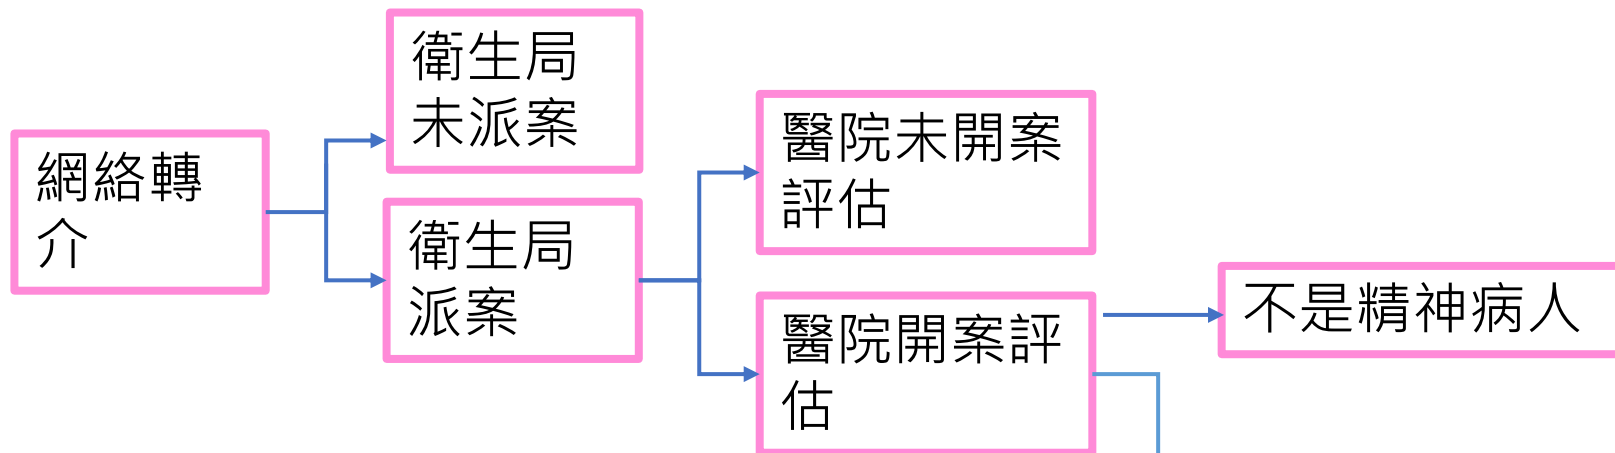 網絡轉
介
衛生局
未派案
衛生局
派案
醫院未開案
評估
醫院開案評
估
不是精神病人